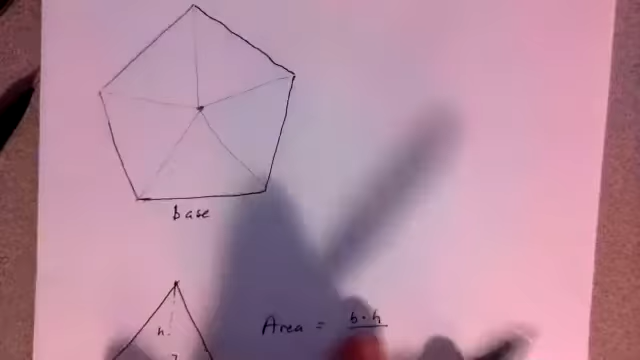 base
h
Area = b·h